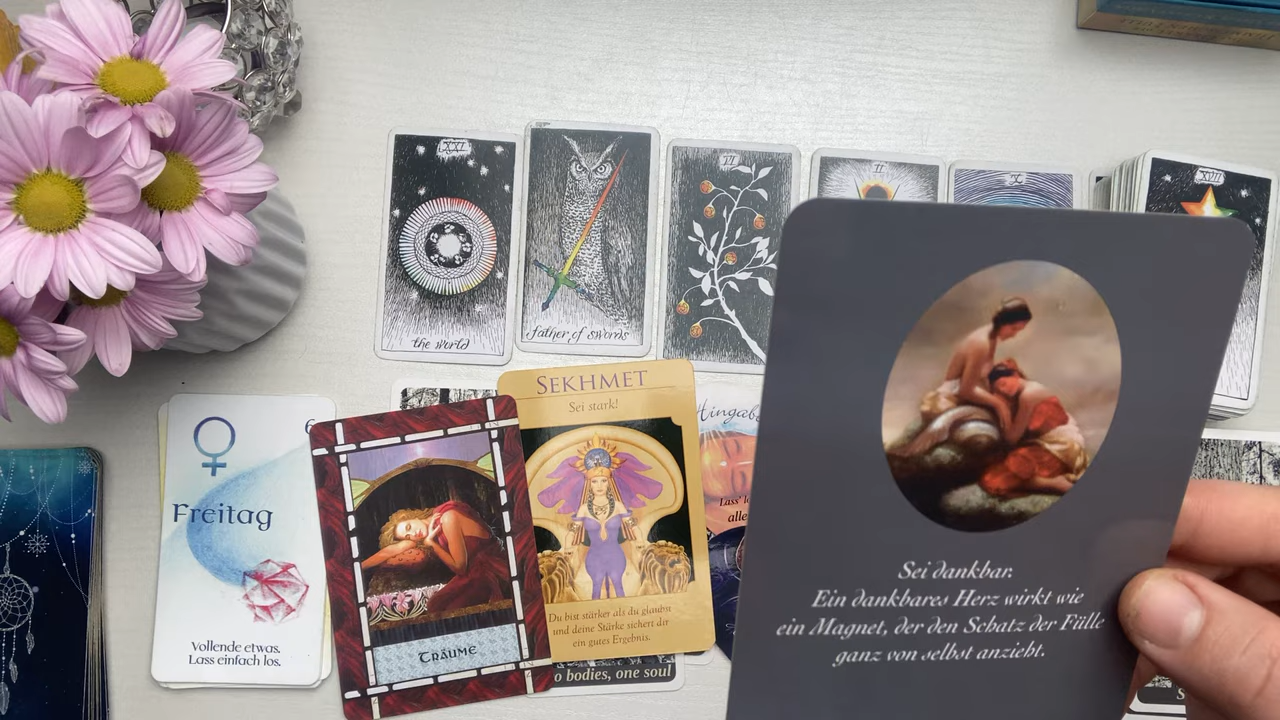 XXI
the world
father of swords
VI
II
X
XVII
SEKHMET
Sei stark!
Du bist stärker als du glaubst
und deine Stärke sichert dir
ein gutes Ergebnis.
♀
6
Freitag
Vollende etwas.
Lass einfach los.
TRÄUME
bodies, one soul
Hingabe
Lass'
alle
Sei dankbar.
Ein dankbares Herz wirkt wie
ein Magnet, der den Schatz der Fülle
ganz von selbst anzieht.